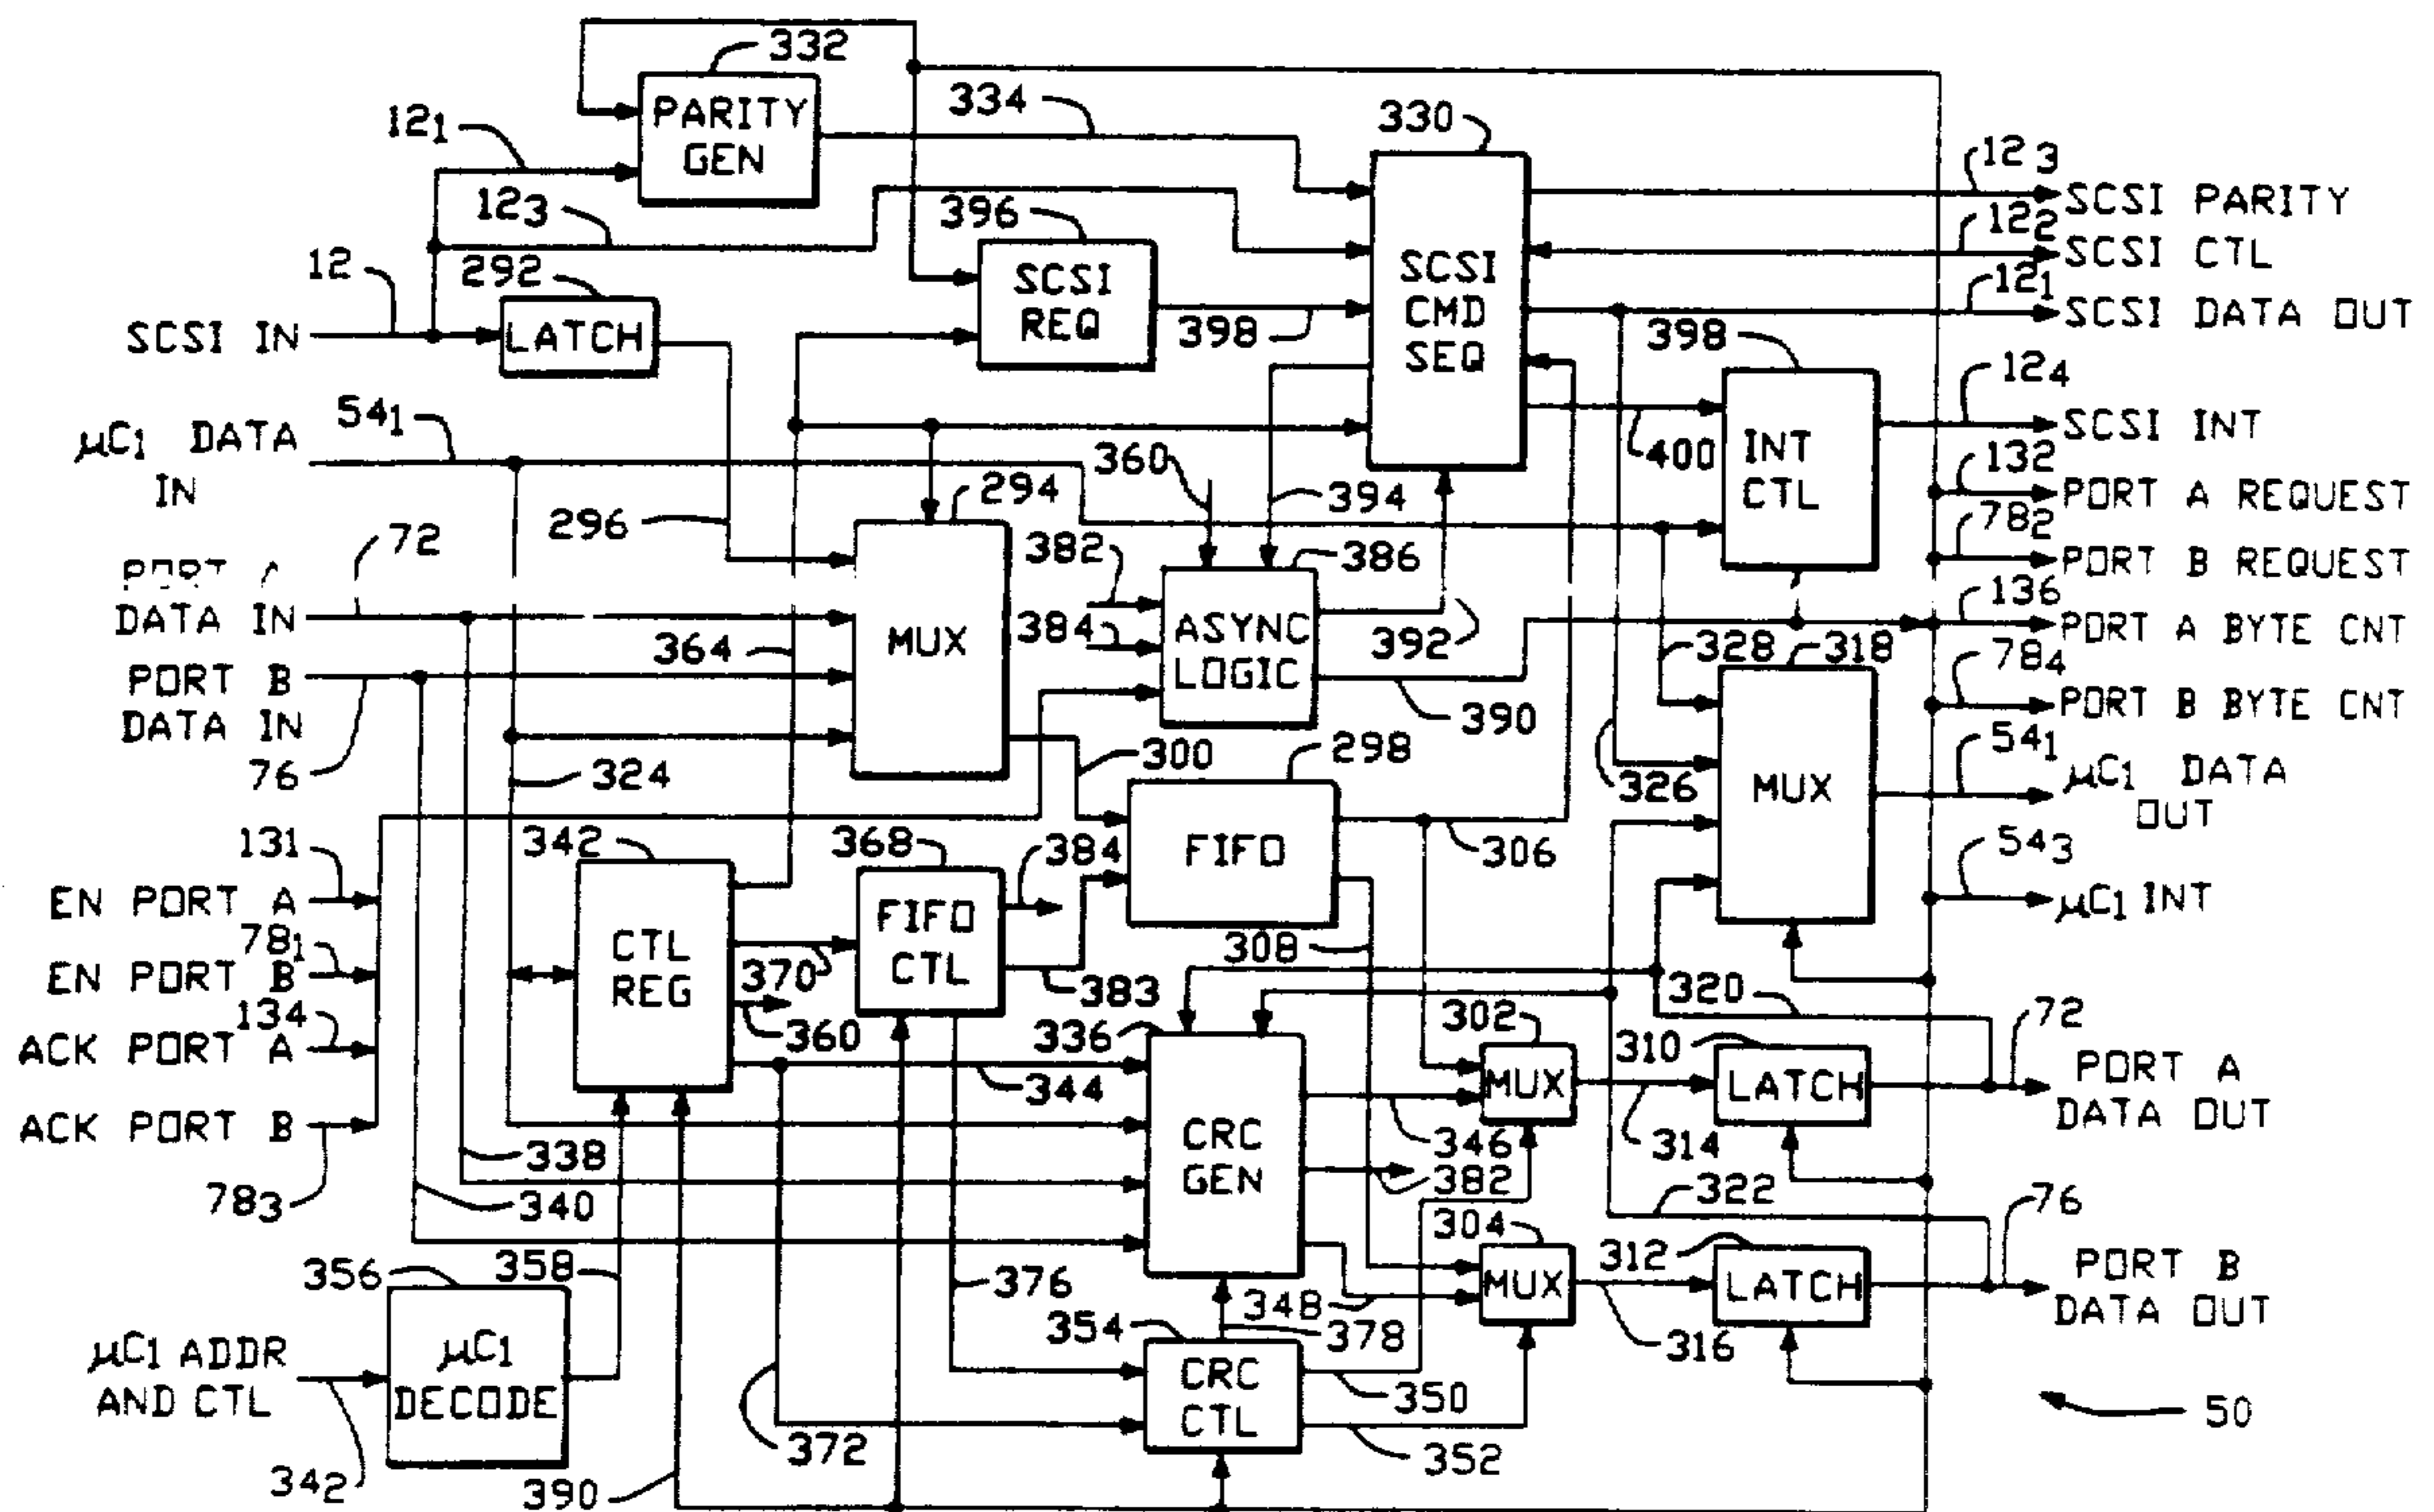 332
PARITY
GEN
334
330
12₁
12₃
396
SCSI
REQ
398
SCSI
CMD
SEQ
12₃
SCSI PARITY
12₂
SCSI CTL
12₁
SCSI DATA OUT
12
292
SCSI IN
LATCH
398
INT
CTL
400
12₄
SCSI INT
132
PORT A REQUEST
78₂
PORT B REQUEST
136
PORT A BYTE CNT
78₄
PORT B BYTE CNT
54₁
µC1 DATA
IN
296
294
MUX
360
394
382
386
384
ASYNC
LOGIC
392
390
72
DATA IN
PORT B
DATA IN
76
364
324
300
298
FIFO
306
308
328
318
326
MUX
54₁
µC1 DATA
OUT
54₃
µC1 INT
131
EN PORT A
78₁
EN PORT B
134
ACK PORT A
ACK PORT B
78₃
342
CTL
REG
368
FIFO
CTL
384
370
383
360
344
338
340
336
CRC
GEN
302
MUX
346
382
320
310
LATCH
314
72
PORT A
DATA OUT
322
304
MUX
348
312
LATCH
316
76
PORT B
DATA OUT
356
358
µC1
DECODE
µC1 ADDR
AND CTL
34₂
390
372
376
354
378
CRC
CTL
350
352
50